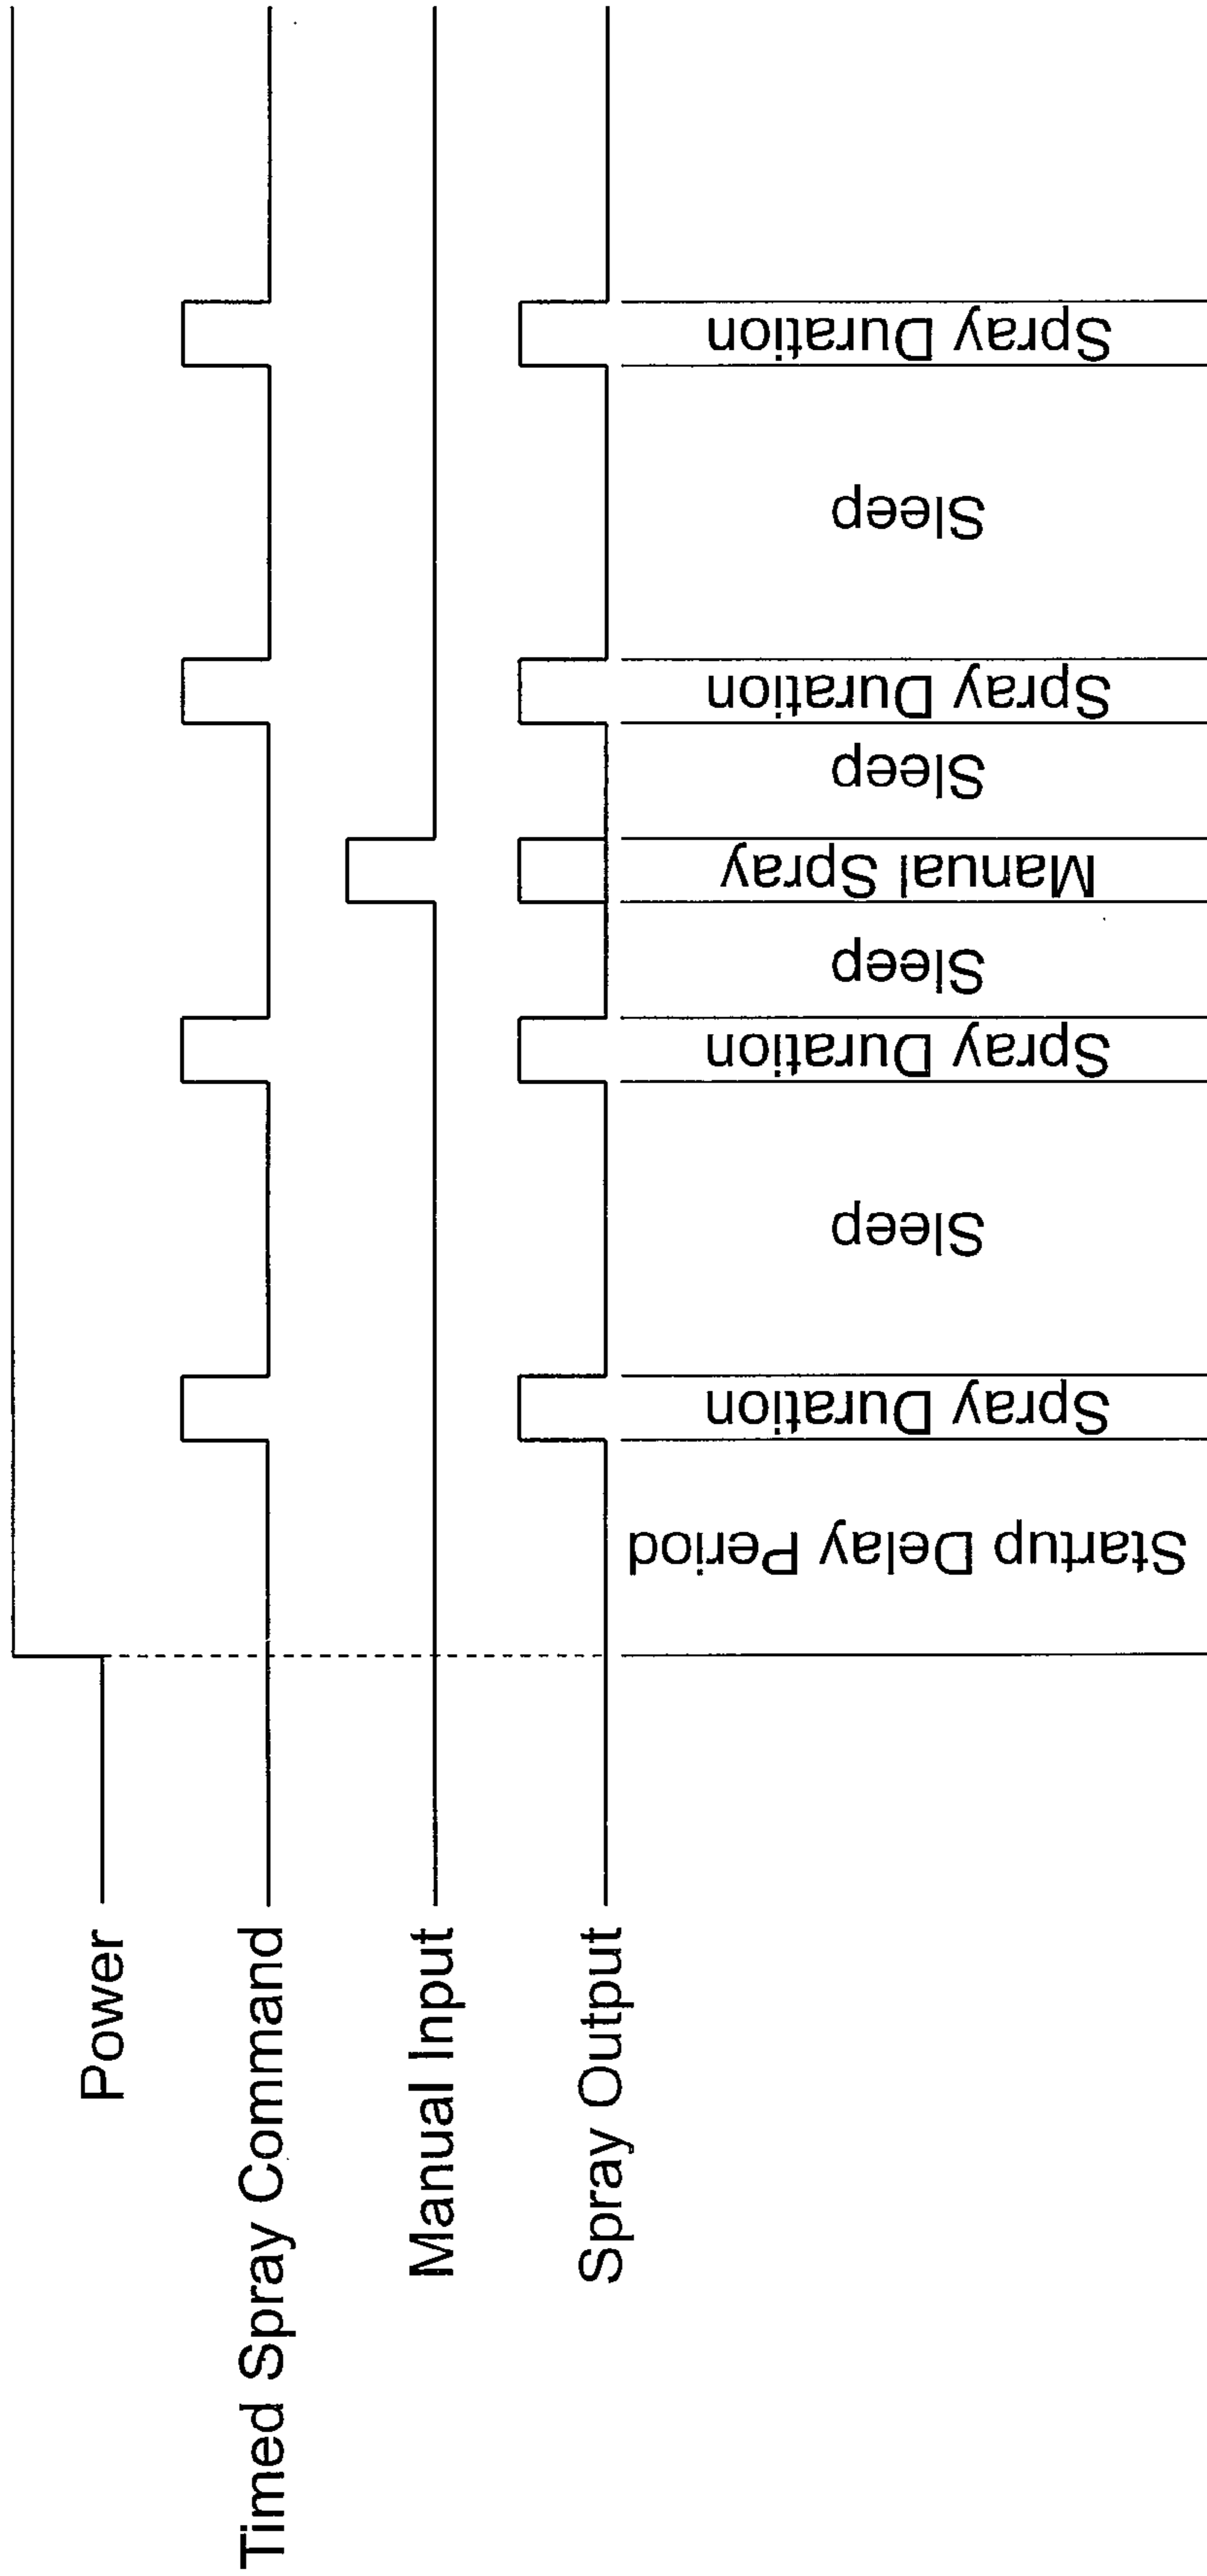 Power
Timed Spray Command
Manual Input
Spray Output
Startup Delay Period
Spray Duration
Sleep
Spray Duration
Sleep
Manual Spray
Sleep
Spray Duration
Sleep
Spray Duration